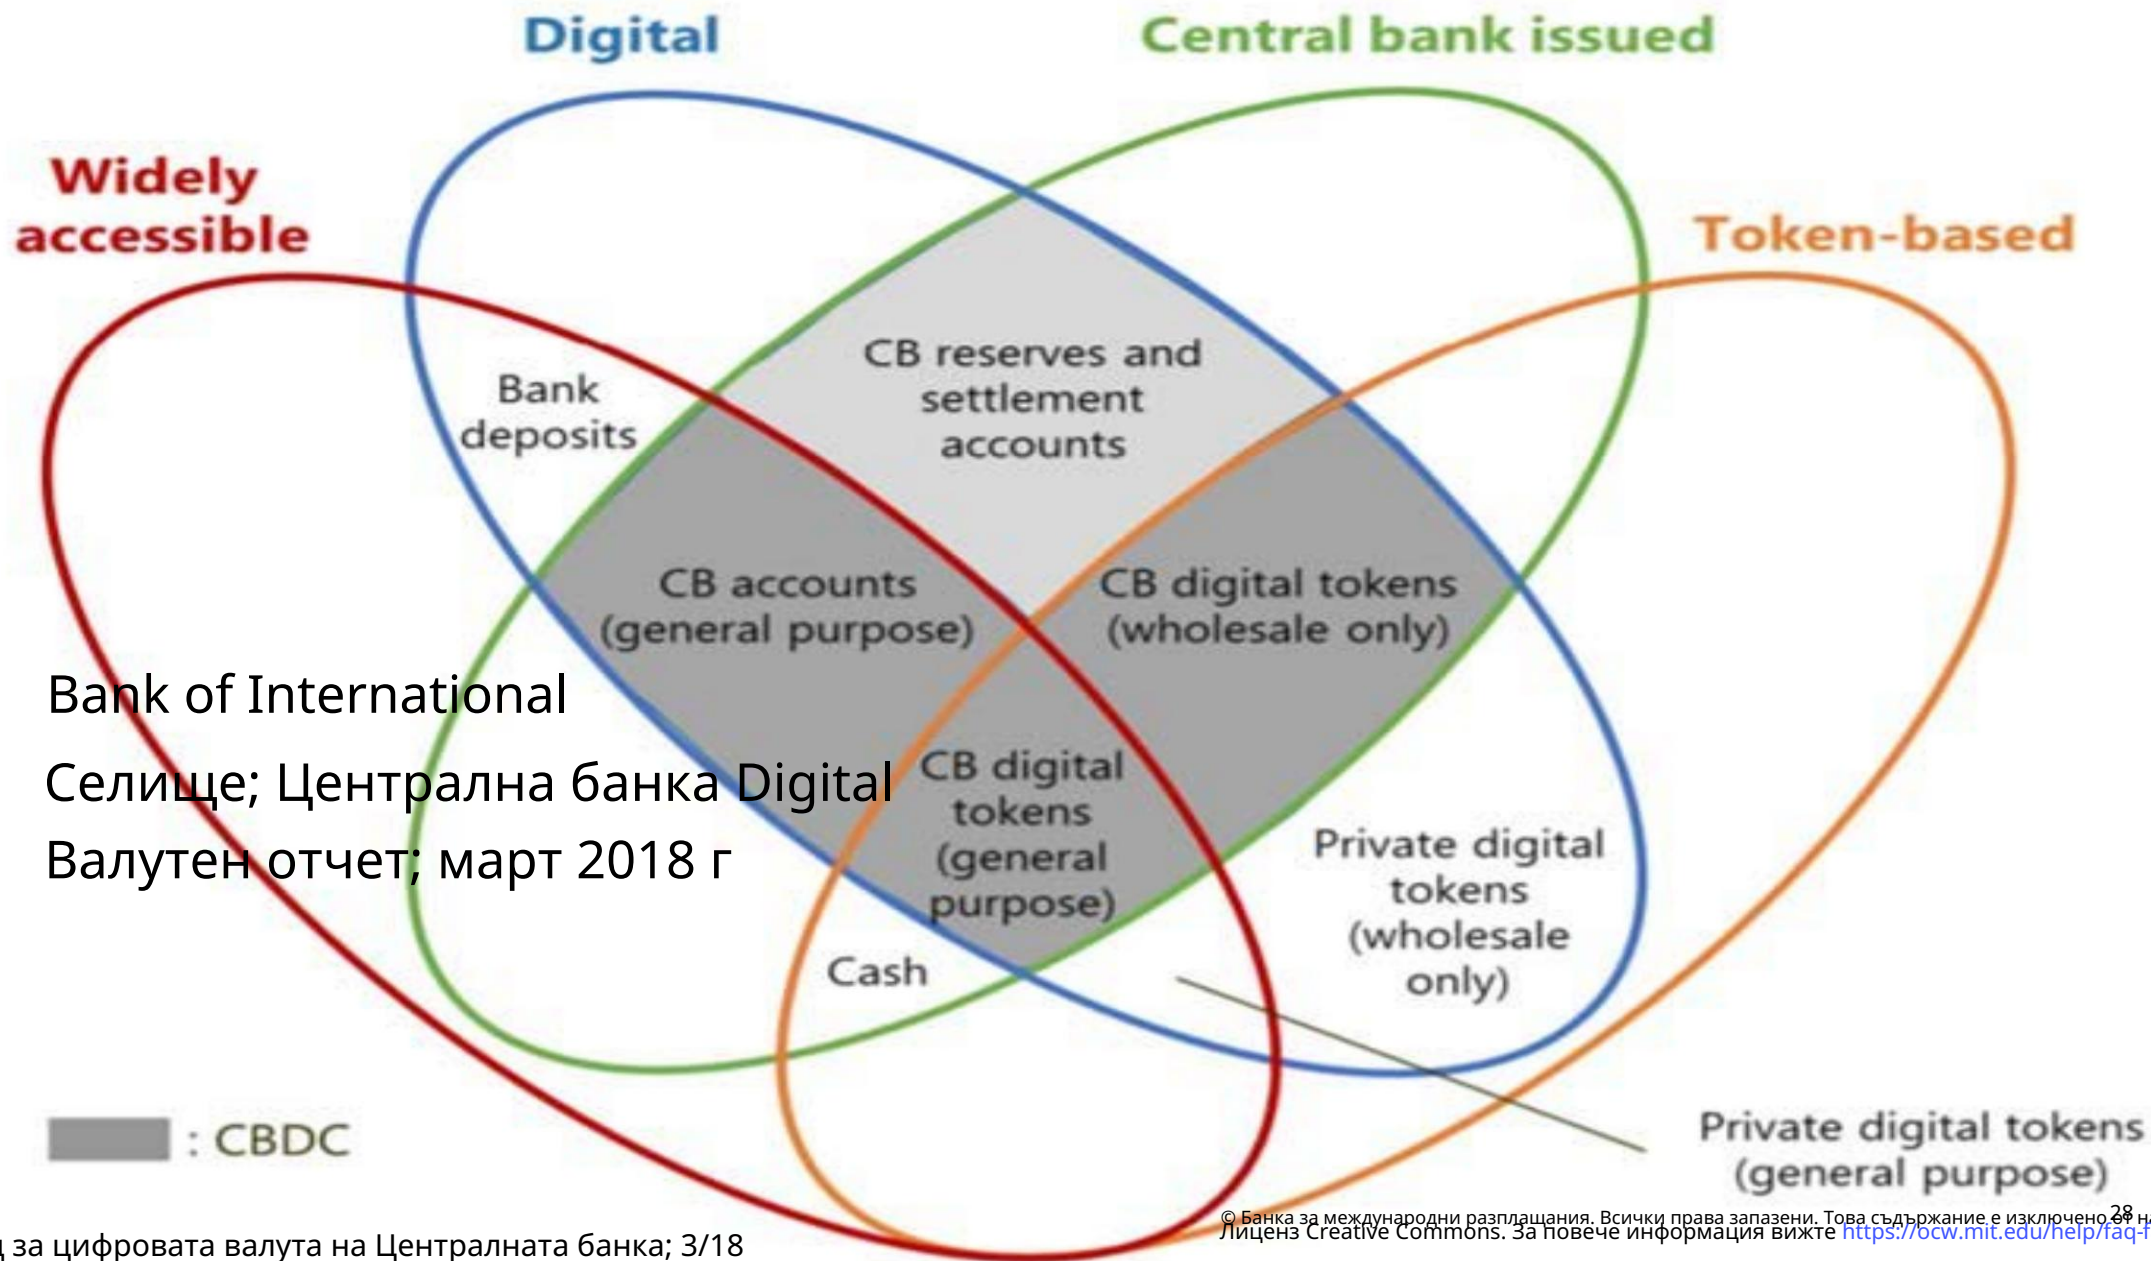 Digital
Central bank issued
Widely
accessible
Token-based
CB reserves and
settlement
accounts
Bank
deposits
CB accounts
(general purpose)
CB digital tokens
(wholesale only)
Bank of International
Селище; Централна банка Digital
Валутен отчет; март 2018 г
CB digital
tokens
(general
purpose)
Private digital
tokens
(wholesale
only)
Cash
: CBDC
Private digital tokens
(general purpose)
28
© Банка за международни разплащания. Всички права запазени. Това съдържание е изключено от
Лиценз Creative Commons. За повече информация вижте https://ocw.mit.edu/help/faq-f
за цифровата валута на Централната банка; 3/18